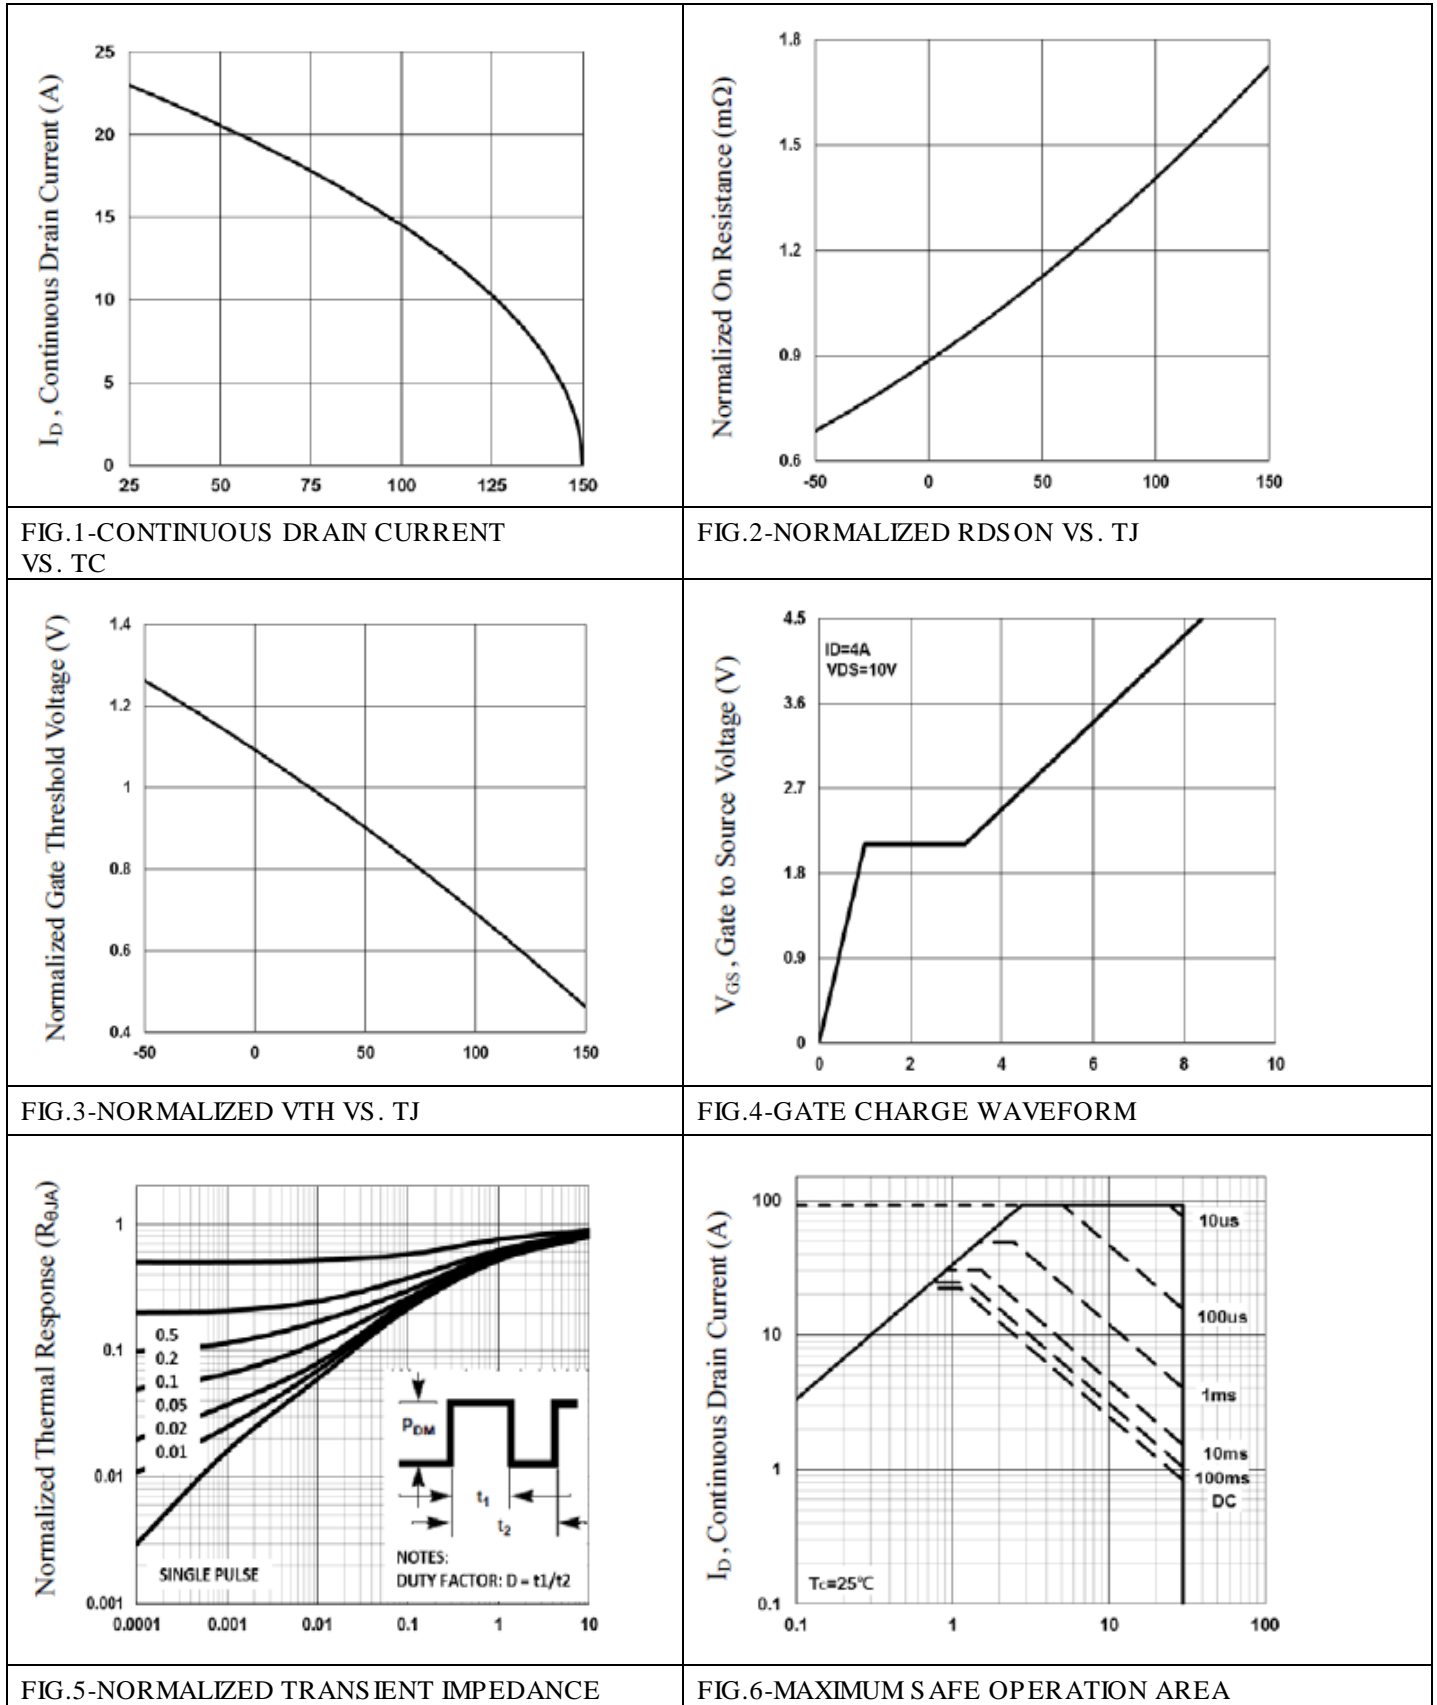 I_D, Continuous Drain Current (A)
25
20
15
10
5
0
25 50 75 100 125 150
FIG.1-CONTINUOUS DRAIN CURRENT
VS. TC
Normalized On Resistance (mΩ)
1.8
1.5
1.2
0.9
0.6
-50 0 50 100 150
FIG.2-NORMALIZED RDSON VS. TJ
Normalized Gate Threshold Voltage (V)
1.4
1.2
1
0.8
0.6
0.4
-50 0 50 100 150
FIG.3-NORMALIZED VTH VS. TJ
V_GS, Gate to Source Voltage (V)
4.5
3.6
2.7
1.8
0.9
0
ID=4A
VDS=10V
0 2 4 6 8 10
FIG.4-GATE CHARGE WAVEFORM
Normalized Thermal Response (R_θJA)
1
0.1
0.01
0.001
0.5
0.2
0.1
0.05
0.02
0.01
SINGLE PULSE
P_DM
t₁
t₂
NOTES:
DUTY FACTOR: D = t1/t2
0.0001 0.001 0.01 0.1 1 10
FIG.5-NORMALIZED TRANSIENT IMPEDANCE
I_D, Continuous Drain Current (A)
100
10
1
0.1
10us
100us
1ms
10ms
100ms
DC
Tc=25℃
0.1 1 10 100
FIG.6-MAXIMUM SAFE OPERATION AREA